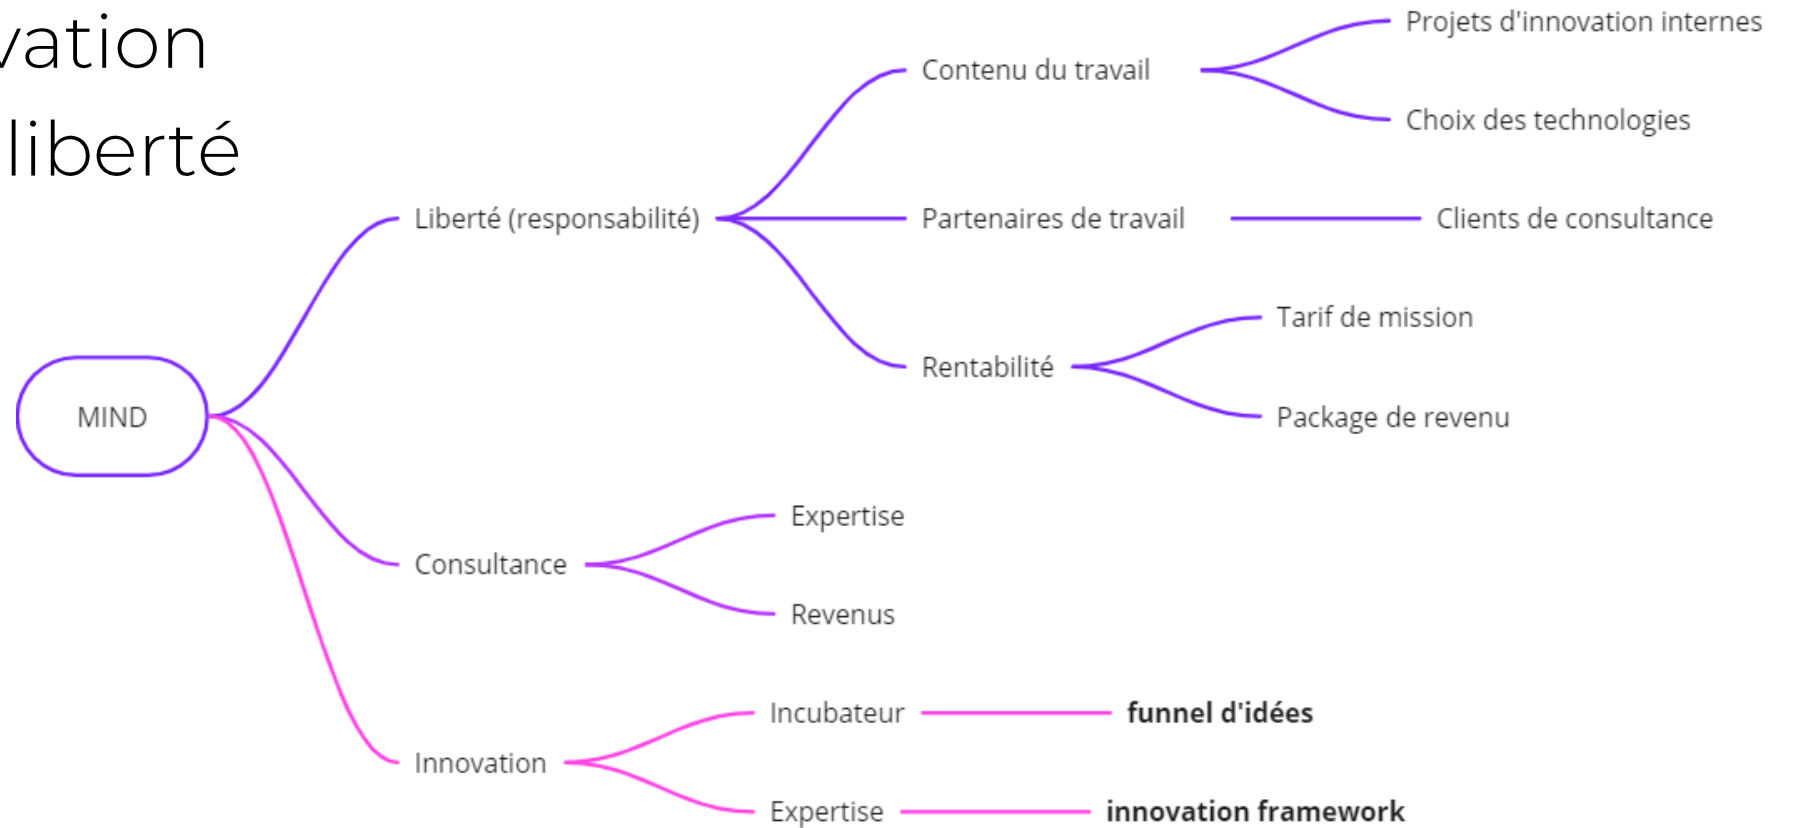 liberté
Projets d'innovation internes
Contenu du travail
Choix des technologies
Liberté (responsabilité)
Partenaires de travail
Clients de consultance
Tarif de mission
Rentabilité
Package de revenu
MIND
Expertise
Consultance
Revenus
Incubateur
funnel d'idées
Innovation
Expertise
innovation framework